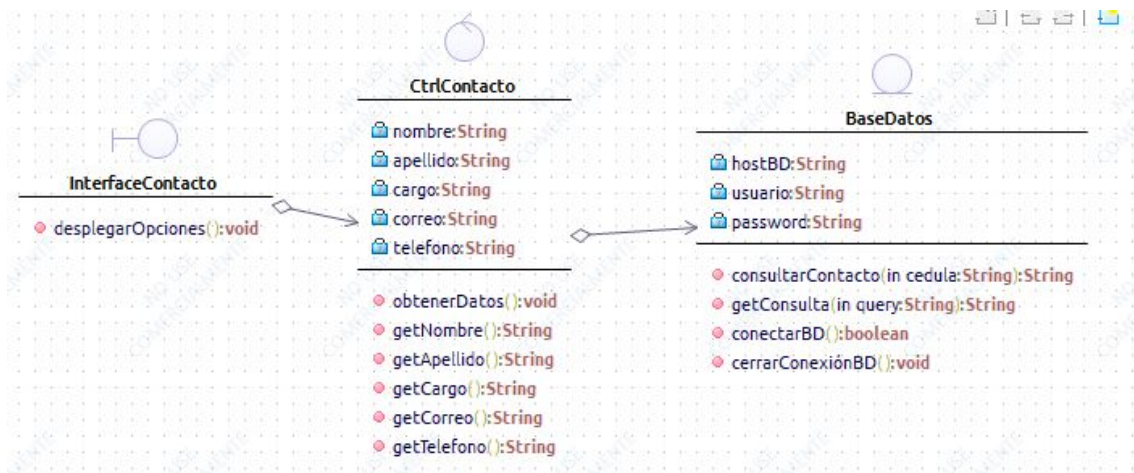 CtrlContacto
nombre:String
apellido:String
cargo:String
correo:String
telefono:String
obtenerDatos():void
getNombre():String
getApellido():String
getCargo():String
getCorreo():String
getTelefono():String
InterfaceContacto
desplegarOpciones():void
BaseDatos
hostBD:String
usuario:String
password:String
consultarContacto(in cedula:String):String
getConsulta(in query:String):String
conectarBD():boolean
cerrarConexiónBD():void